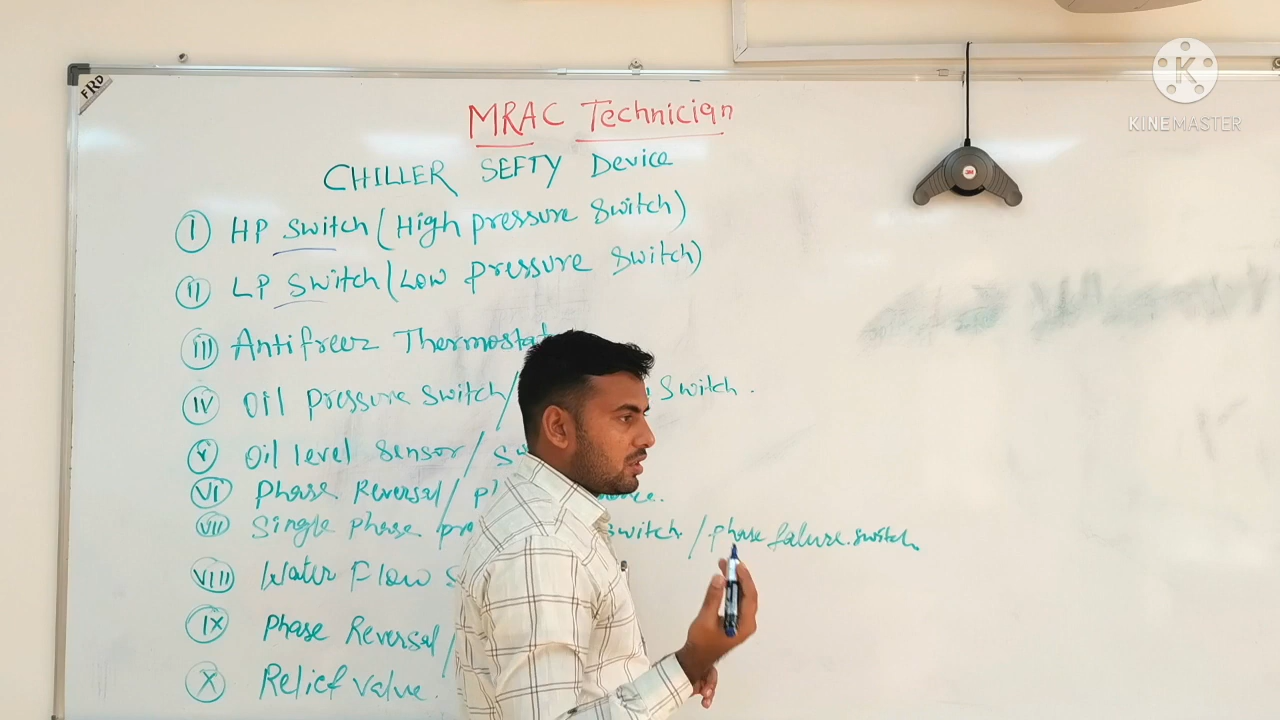 FRD
MRAC Technician
CHILLER SEFTY Device
I HP Switch (High pressure switch)
II LP Switch (Low pressure switch)
III Antifreez Thermostat
IV Oil pressure switch / switch.
V Oil level sensor /
VI Phase Reversal /
VII Single phase switch. / phase failure switch
VIII Water Flow
IX Phase Reversal /
X Relief value.
3M
K
KINEMASTER